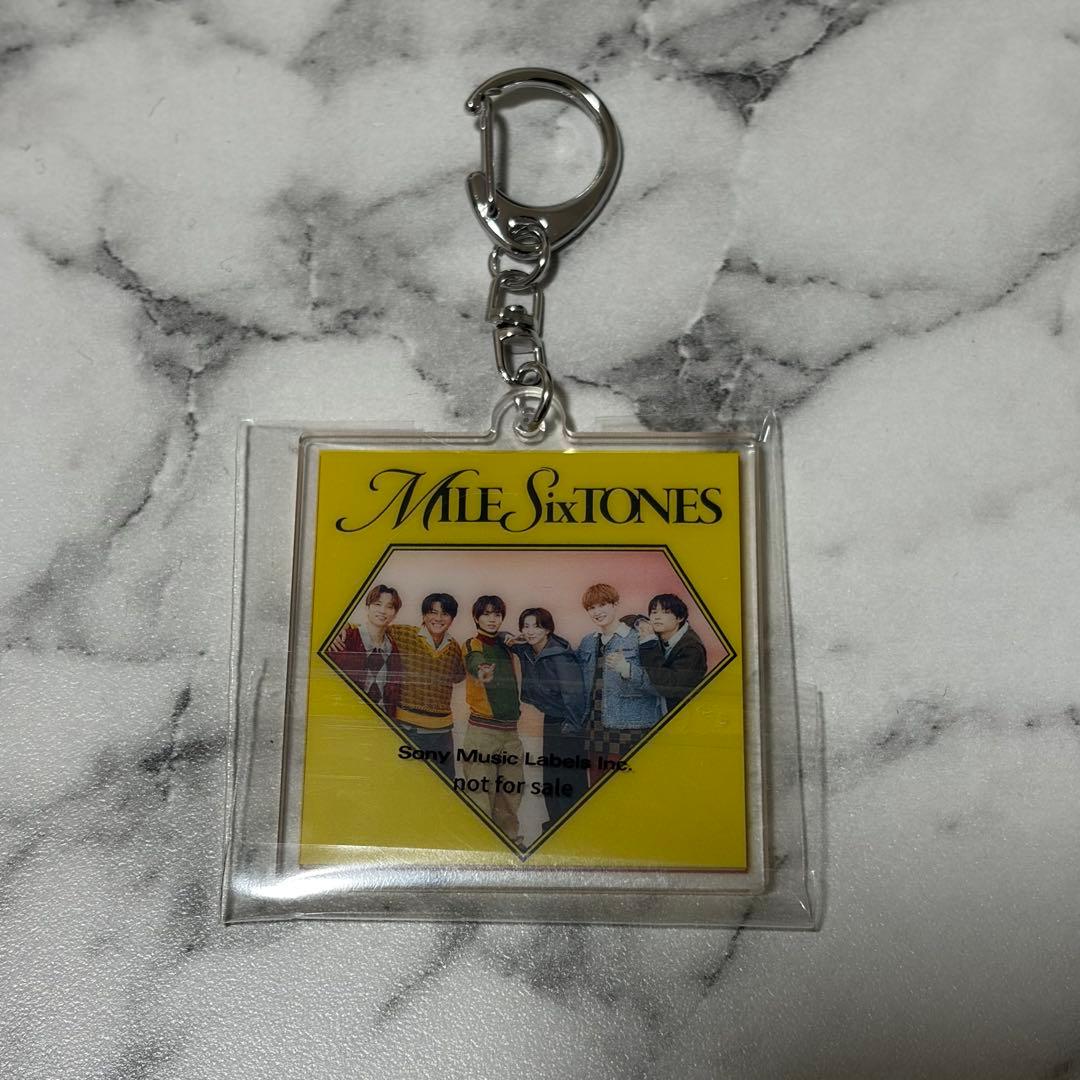 MILE SixTONES
Sony Music Labels Inc.
not for sale